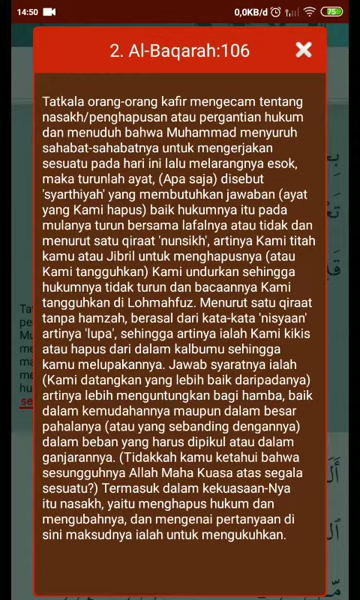 14:50
0,0KB/d
75
2. Al-Baqarah:106
Tatkala orang-orang kafir mengecam tentang
nasakh/penghapusan atau pergantian hukum
dan menuduh bahwa Muhammad menyuruh
sahabat-sahabatnya untuk mengerjakan
sesuatu pada hari ini lalu melarangnya esok,
maka turunlah ayat, (Apa saja) disebut
'syarthiyah' yang membutuhkan jawaban (ayat
yang Kami hapus) baik hukumnya itu pada
mulanya turun bersama lafalnya atau tidak dan
menurut satu qiraat 'nunsikh', artinya Kami titah
kamu atau Jibril untuk menghapusnya (atau
Kami tangguhkan) Kami undurkan sehingga
hukumnya tidak turun dan bacaannya Kami
tangguhkan di Lohmahfuz. Menurut satu qiraat
tanpa hamzah, berasal dari kata-kata 'nisyaan'
artinya 'lupa', sehingga artinya ialah Kami kikis
atau hapus dari dalam kalbumu sehingga
kamu melupakannya. Jawab syaratnya ialah
(Kami datangkan yang lebih baik daripadanya)
artinya lebih menguntungkan bagi hamba, baik
dalam kemudahannya maupun dalam besar
pahalanya (atau yang sebanding dengannya)
dalam beban yang harus dipikul atau dalam
ganjarannya. (Tidakkah kamu ketahui bahwa
sesungguhnya Allah Maha Kuasa atas segala
sesuatu?) Termasuk dalam kekuasaan-Nya
itu nasakh, yaitu menghapus hukum dan
mengubahnya, dan mengenai pertanyaan di
sini maksudnya ialah untuk mengukuhkan.